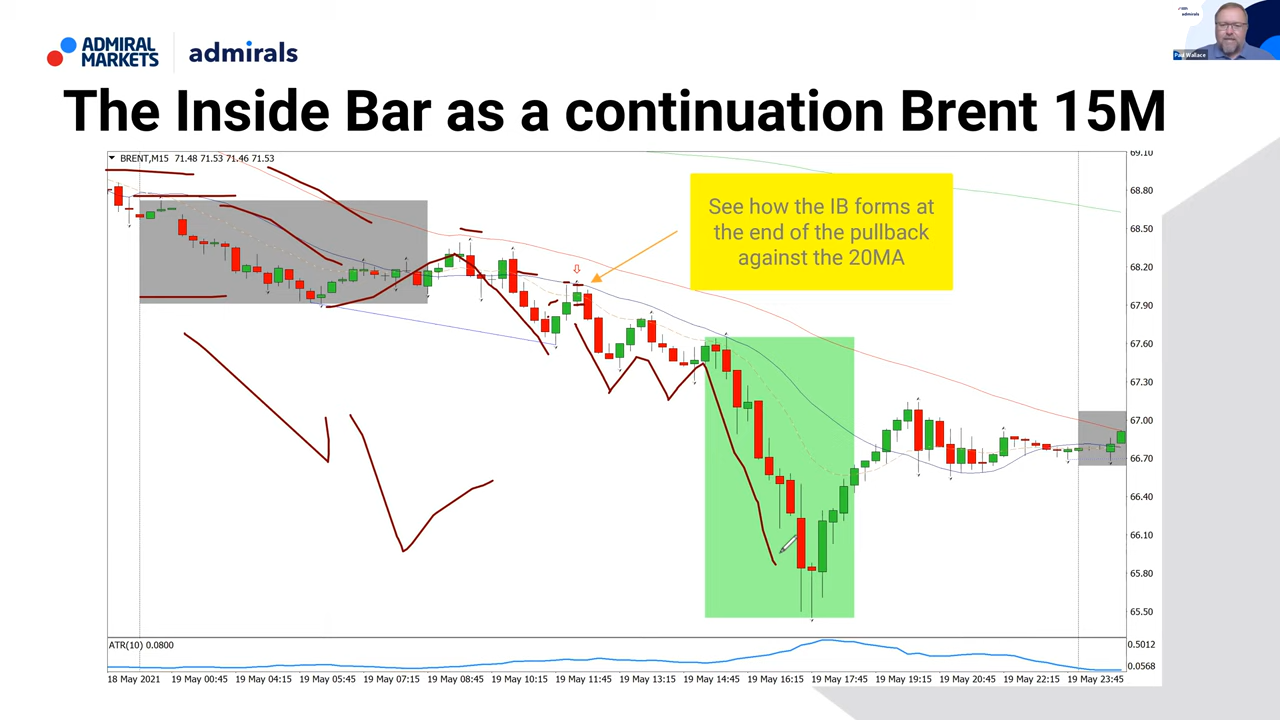 ADMIRAL
MARKETS
admirals
admirals
Paul Wallace
The Inside Bar as a continuation Brent 15M
BRENT,M15 71.48 71.53 71.46 71.53
See how the IB forms at
the end of the pullback
against the 20MA
69.10
68.80
68.50
68.20
67.90
67.60
67.30
67.00
66.70
66.40
66.10
65.80
65.50
ATR(10) 0.0800
0.5012
0.0568
18 May 2021 19 May 00:45 19 May 04:15 19 May 05:45 19 May 07:15 19 May 08:45 19 May 10:15 19 May 11:45 19 May 13:15 19 May 14:45 19 May 16:15 19 May 17:45 19 May 19:15 19 May 20:45 19 May 22:15 19 May 23:45